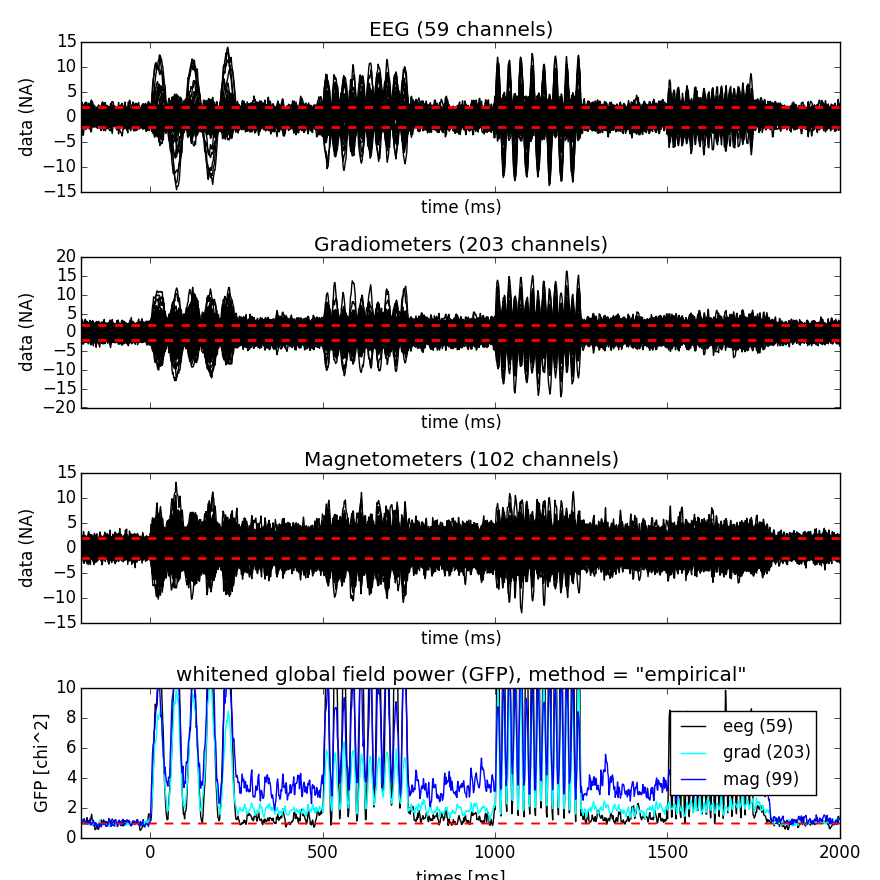 EEG (59 channels)
15
10
5
0
−5
−10
−15
data (NA)
time (ms)
Gradiometers (203 channels)
20
15
10
5
0
−5
−10
−15
−20
data (NA)
time (ms)
Magnetometers (102 channels)
15
10
5
0
−5
−10
−15
data (NA)
time (ms)
whitened global field power (GFP), method = "empirical"
10
8
6
4
2
0
GFP [chi^2]
eeg (59)
grad (203)
mag (99)
0 500 1000 1500 2000
times [ms]